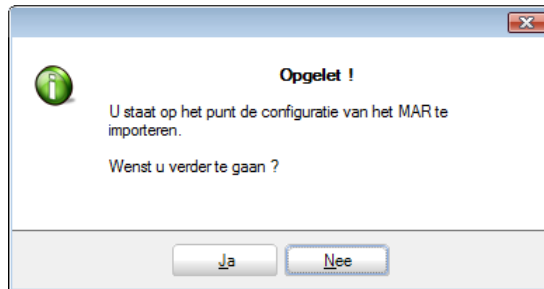 Opgelet !
U staat op het punt de configuratie van het MAR te
importeren.
Wenst u verder te gaan ?
Ja
Nee